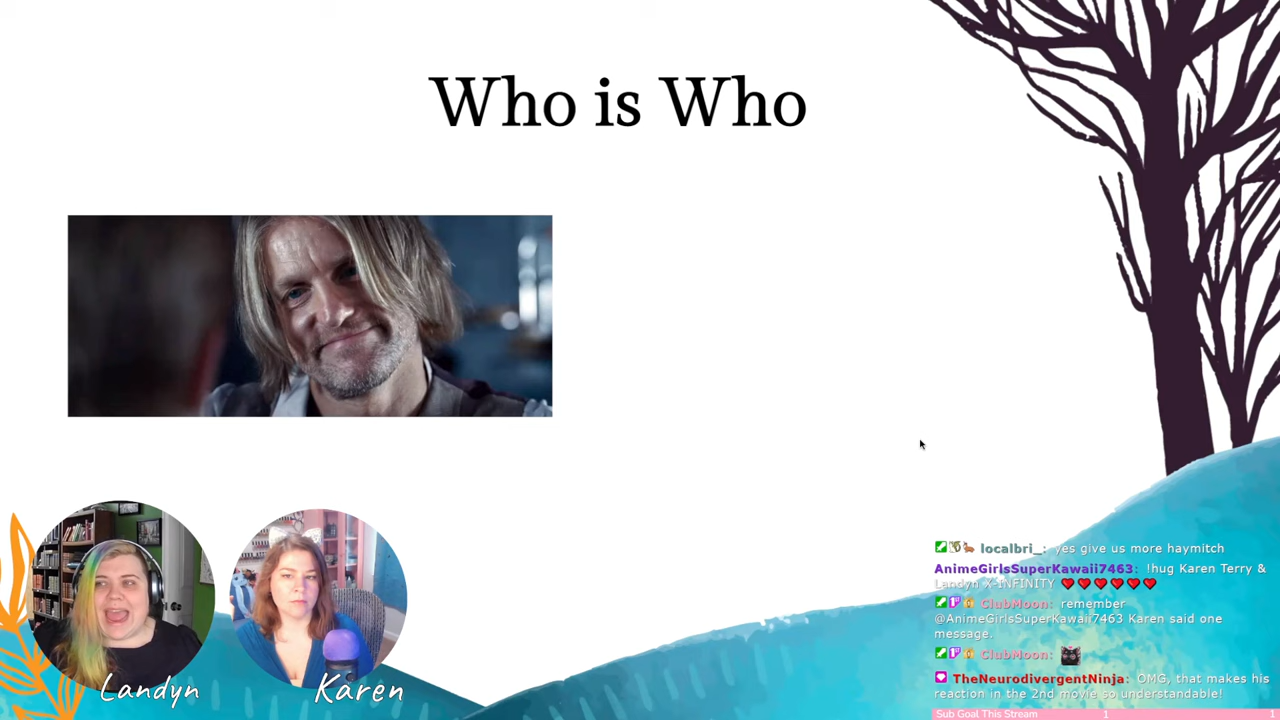 Who is Who
Landyn
Karen
localbri_: yes give us more haymitch
AnimeGirlsSuperKawaii7463: !hug Karen Terry &
Landyn X INFINITY ❤❤❤❤❤❤
ClubMoon: remember
@AnimeGirlsSuperKawaii7463 Karen said one
message.
ClubMoon:
TheNeurodivergentNinja: OMG, that makes his
reaction in the 2nd movie so understandable!
Sub Goal This Stream 1 1